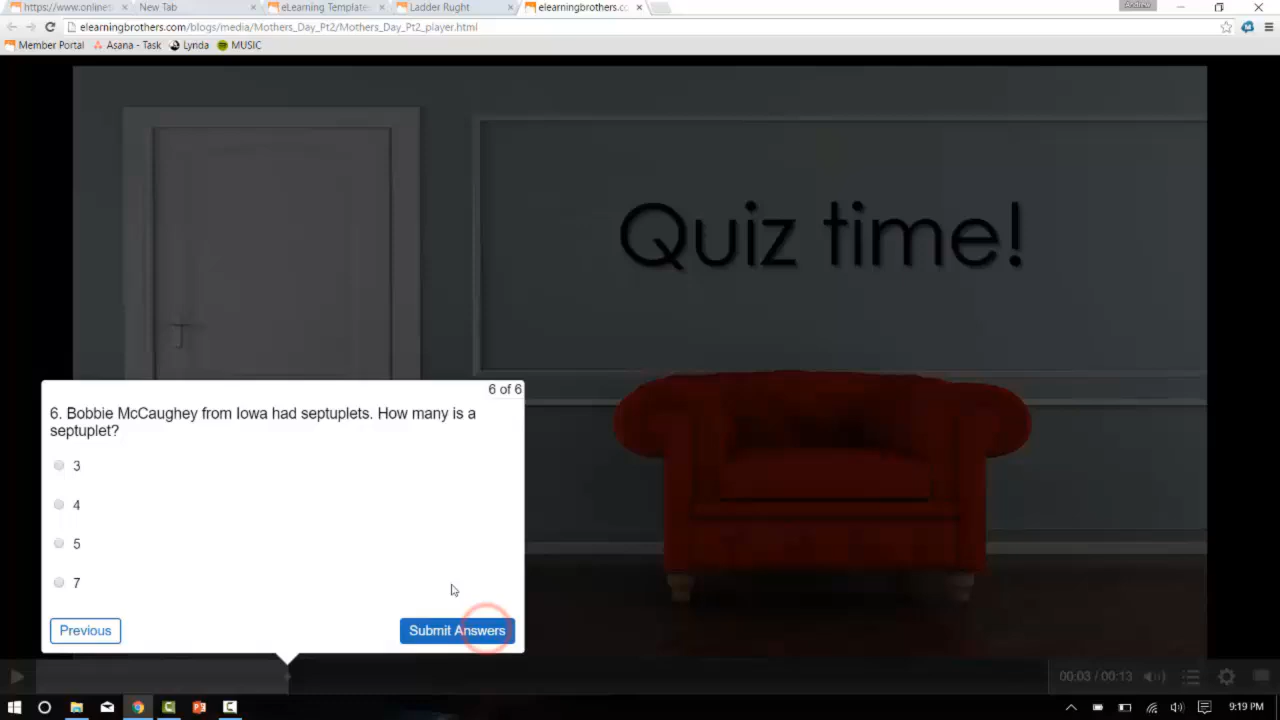 https://www.onlines
New Tab
eLearning Template
Ladder Rught
elearningbrothers.co
elearningbrothers.com/blogs/media/Mothers_Day_Pt2/Mothers_Day_Pt2_player.html
Member Portal
Asana - Task
Lynda
MUSIC
Quiz time!
6 of 6
6. Bobbie McCaughey from Iowa had septuplets. How many is a
septuplet?
3
4
5
7
Previous
Submit Answers
00:03 / 00:13
9:19 PM